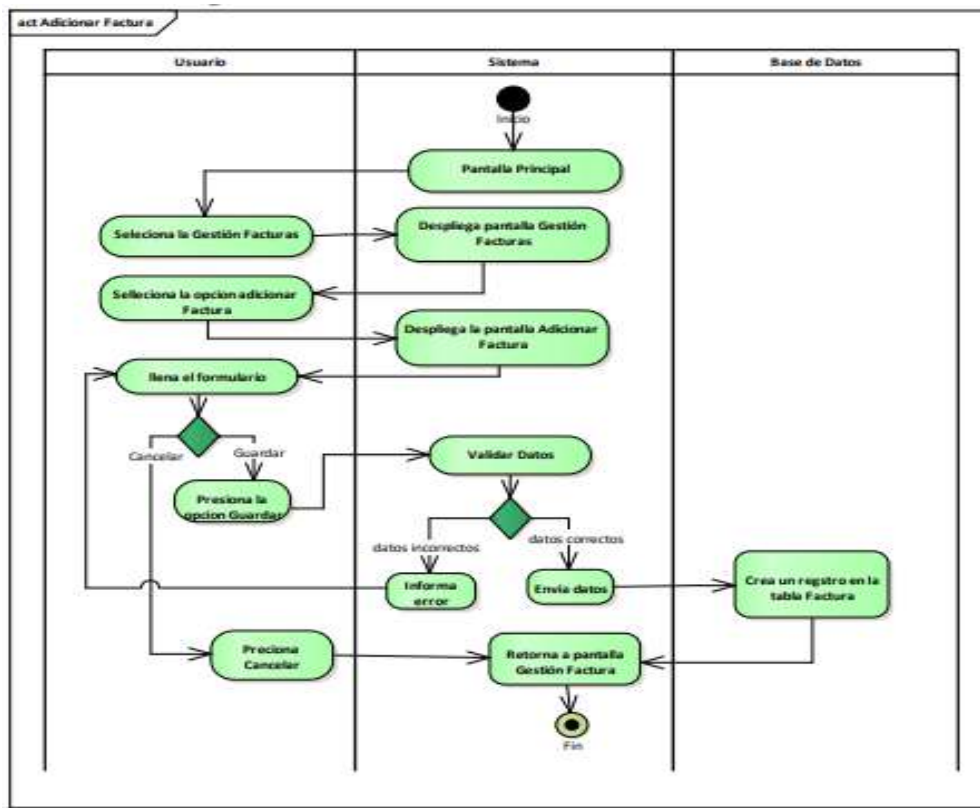 act Adicionar Factura
Usuario
Sistema
Base de Datos
Inicio
Pantalla Principal
Seleciona la Gestión Facturas
Despliega pantalla Gestión
Facturas
Selleciona la opcion adicionar
Factura
Despliega la pantalla Adicionar
Factura
llena el formulario
Cancelar
Guardar
Validar Datos
Presiona la
opcion Guardar
datos incorrectos
datos correctos
Informa
error
Envia datos
Crea un regstro en la
tabla Factura
Preciona
Cancelar
Retorna a pantalla
Gestión Factura
Fin